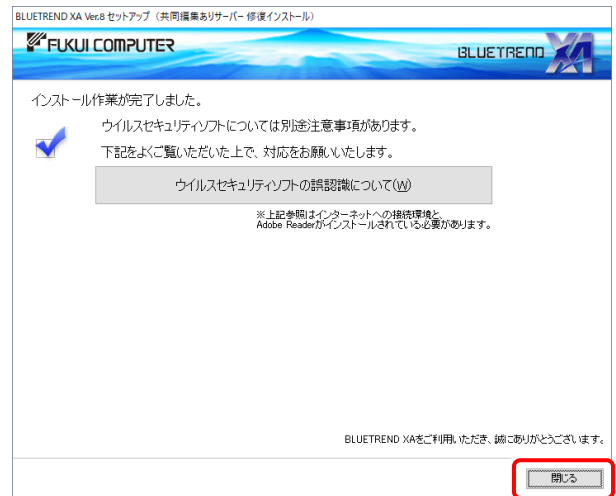 BLUETREND XA Ver.8 セットアップ（共同編集ありサーバー 修復インストール）
FUKUI COMPUTER
BLUETREND XA
インストール作業が完了しました。
ウイルスセキュリティソフトについては別途注意事項があります。
下記をよくご覧いただいた上で、対応をお願いいたします。
ウイルスセキュリティソフトの誤認識について(W)
※上記参照はインターネットへの接続環境と、
Adobe Readerがインストールされている必要があります。
BLUETREND XAをご利用いただき、誠にありがとうございます。
閉じる